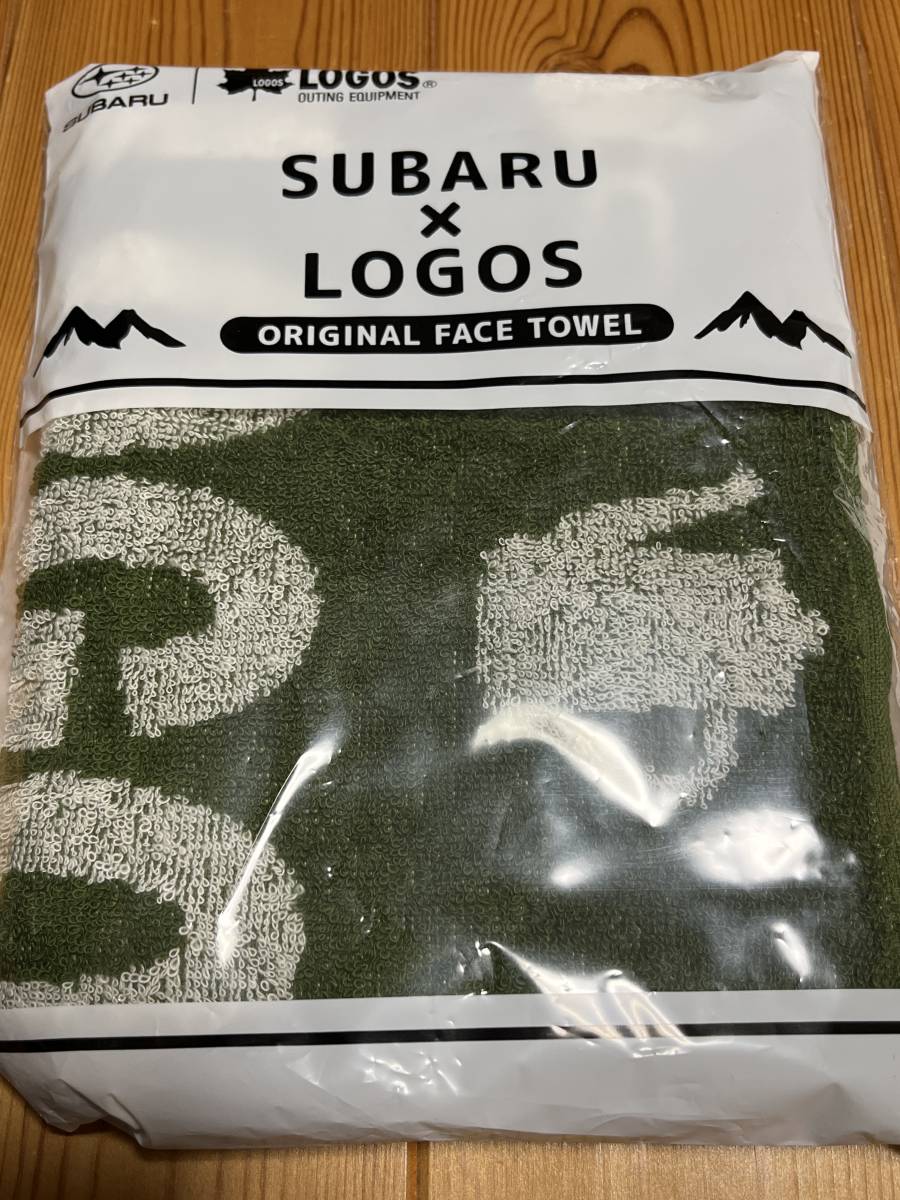 SUBARU
LOGOS
LOGOS®
OUTING EQUIPMENT
SUBARU
×
LOGOS
ORIGINAL FACE TOWEL